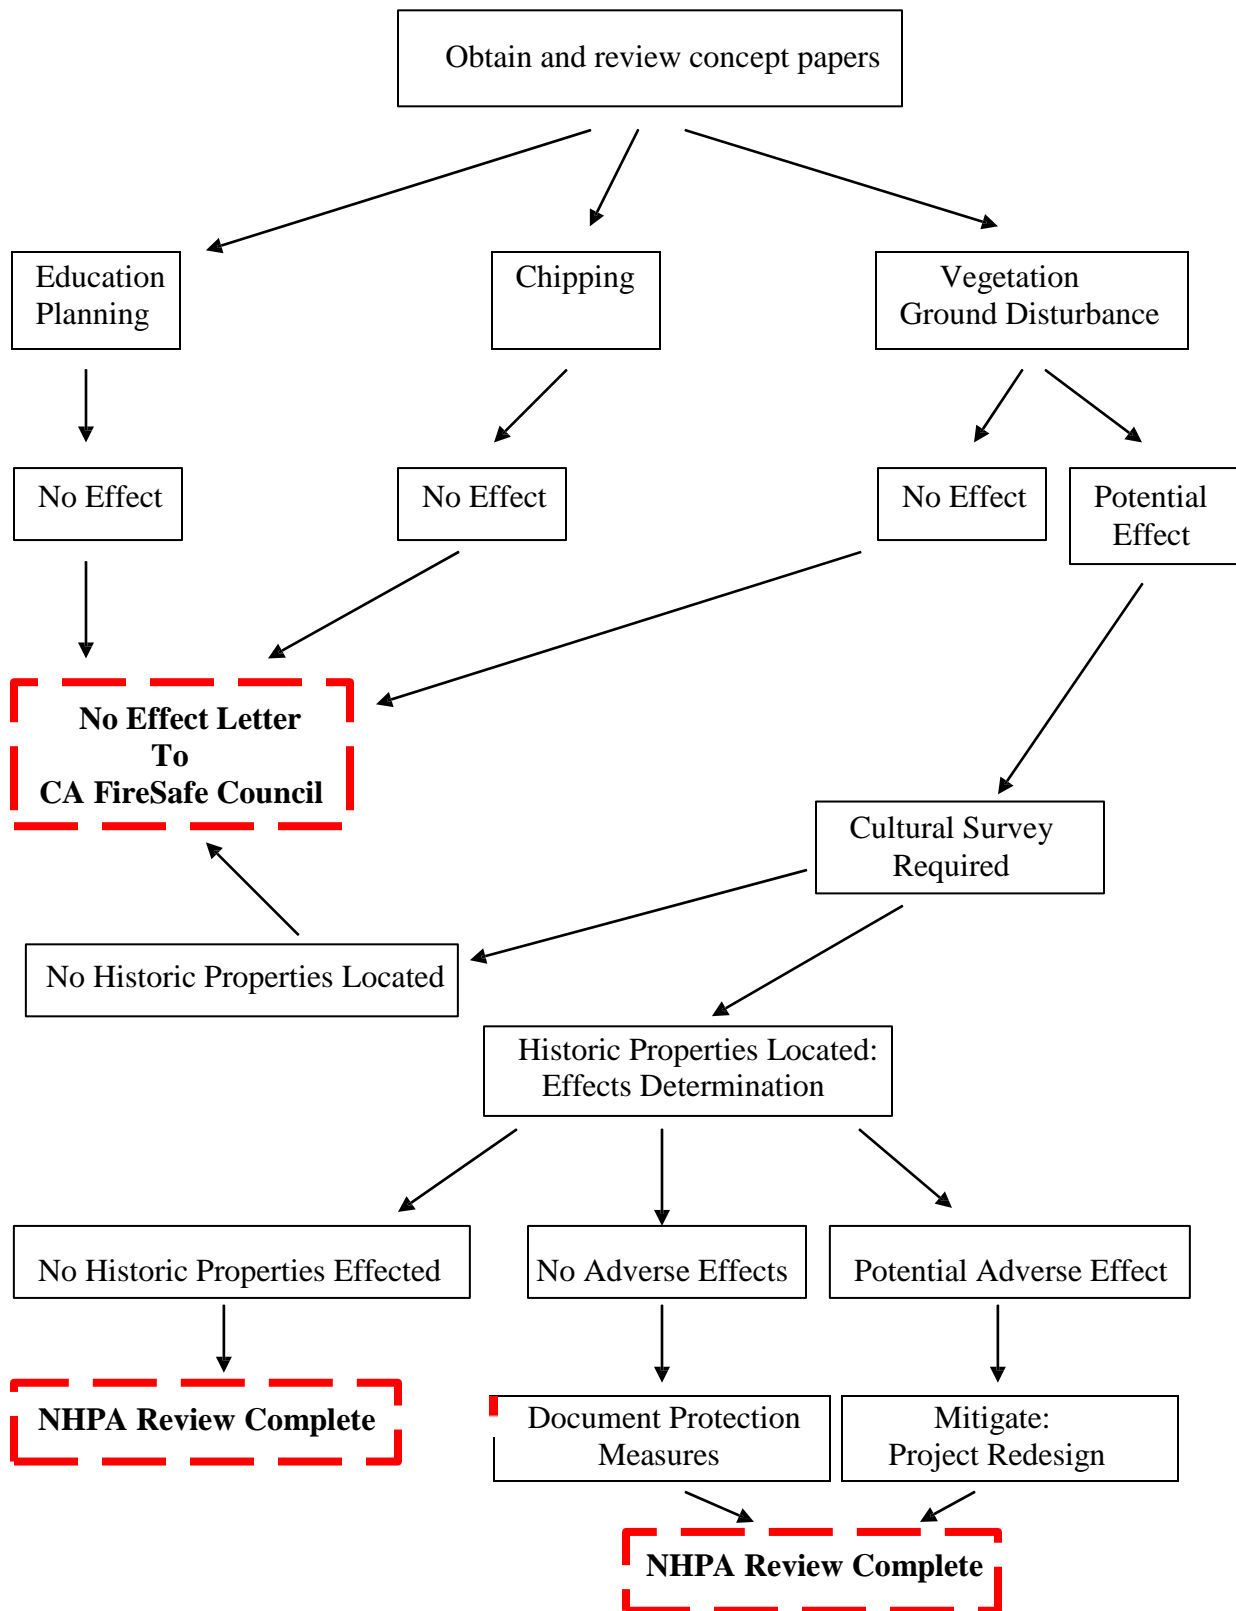 Obtain and review concept papers
Education
Planning
Chipping
Vegetation
Ground Disturbance
No Effect
No Effect
No Effect
Potential
Effect
No Effect Letter
To
CA FireSafe Council
Cultural Survey
Required
No Historic Properties Located
Historic Properties Located:
Effects Determination
No Historic Properties Effected
No Adverse Effects
Potential Adverse Effect
NHPA Review Complete
Document Protection
Measures
Mitigate:
Project Redesign
NHPA Review Complete